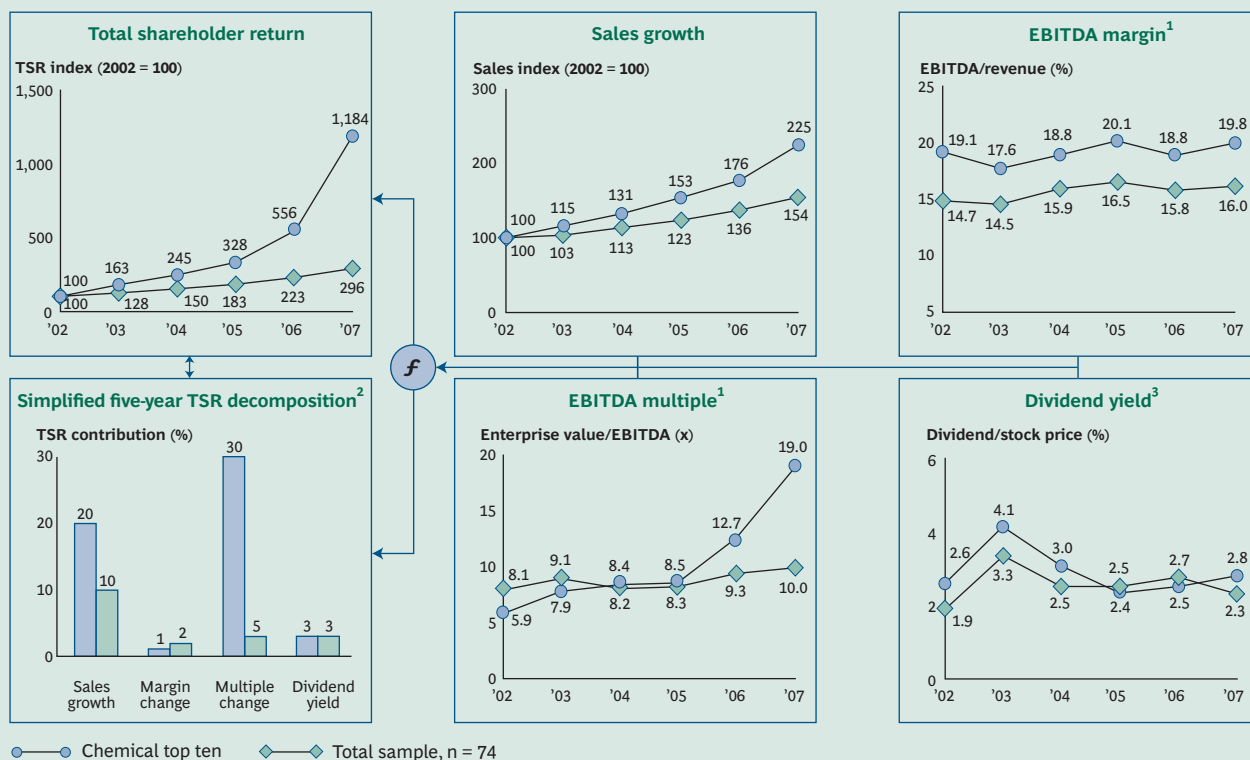 Total shareholder return
TSR index (2002 = 100)
1,500
1,000
500
0
1,184
556
328
245
163
100
100
128
150
183
223
296
’02 ’03 ’04 ’05 ’06 ’07
Sales growth
Sales index (2002 = 100)
300
200
100
0
225
176
153
131
115
100
100
103
113
123
136
154
’02 ’03 ’04 ’05 ’06 ’07
EBITDA margin1
EBITDA/revenue (%)
25
20
15
10
5
19.1 17.6 18.8 20.1 18.8 19.8
14.7 14.5 15.9 16.5 15.8 16.0
’02 ’03 ’04 ’05 ’06 ’07
f
Simplified five-year TSR decomposition2
TSR contribution (%)
30
20
10
0
20 10
1 2
30 5
3 3
Sales growth
Margin change
Multiple change
Dividend yield
EBITDA multiple1
Enterprise value/EBITDA (x)
20
15
10
5
0
8.1 9.1 8.4 8.5 12.7 19.0
5.9 7.9 8.2 8.3 9.3 10.0
’02 ’03 ’04 ’05 ’06 ’07
Dividend yield3
Dividend/stock price (%)
6
4
2
0
2.6 4.1 3.0 2.5 2.7 2.8
1.9 3.3 2.5 2.4 2.5 2.3
’02 ’03 ’04 ’05 ’06 ’07
Chemical top ten
Total sample, n = 74